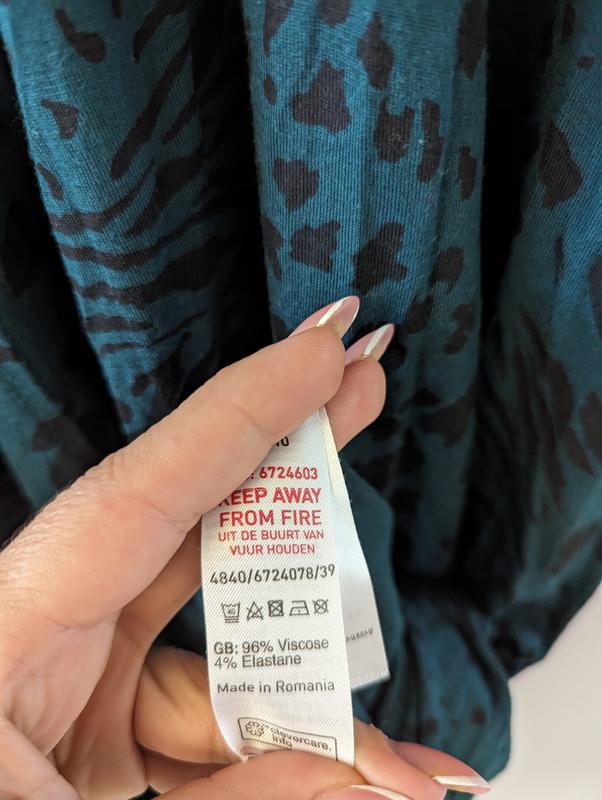 : 6724603
KEEP AWAY
FROM FIRE
UIT DE BUURT VAN
VUUR HOUDEN
4840/6724078/39
40
GB: 96% Viscose
4% Elastane
Made in Romania
clevercare.
info